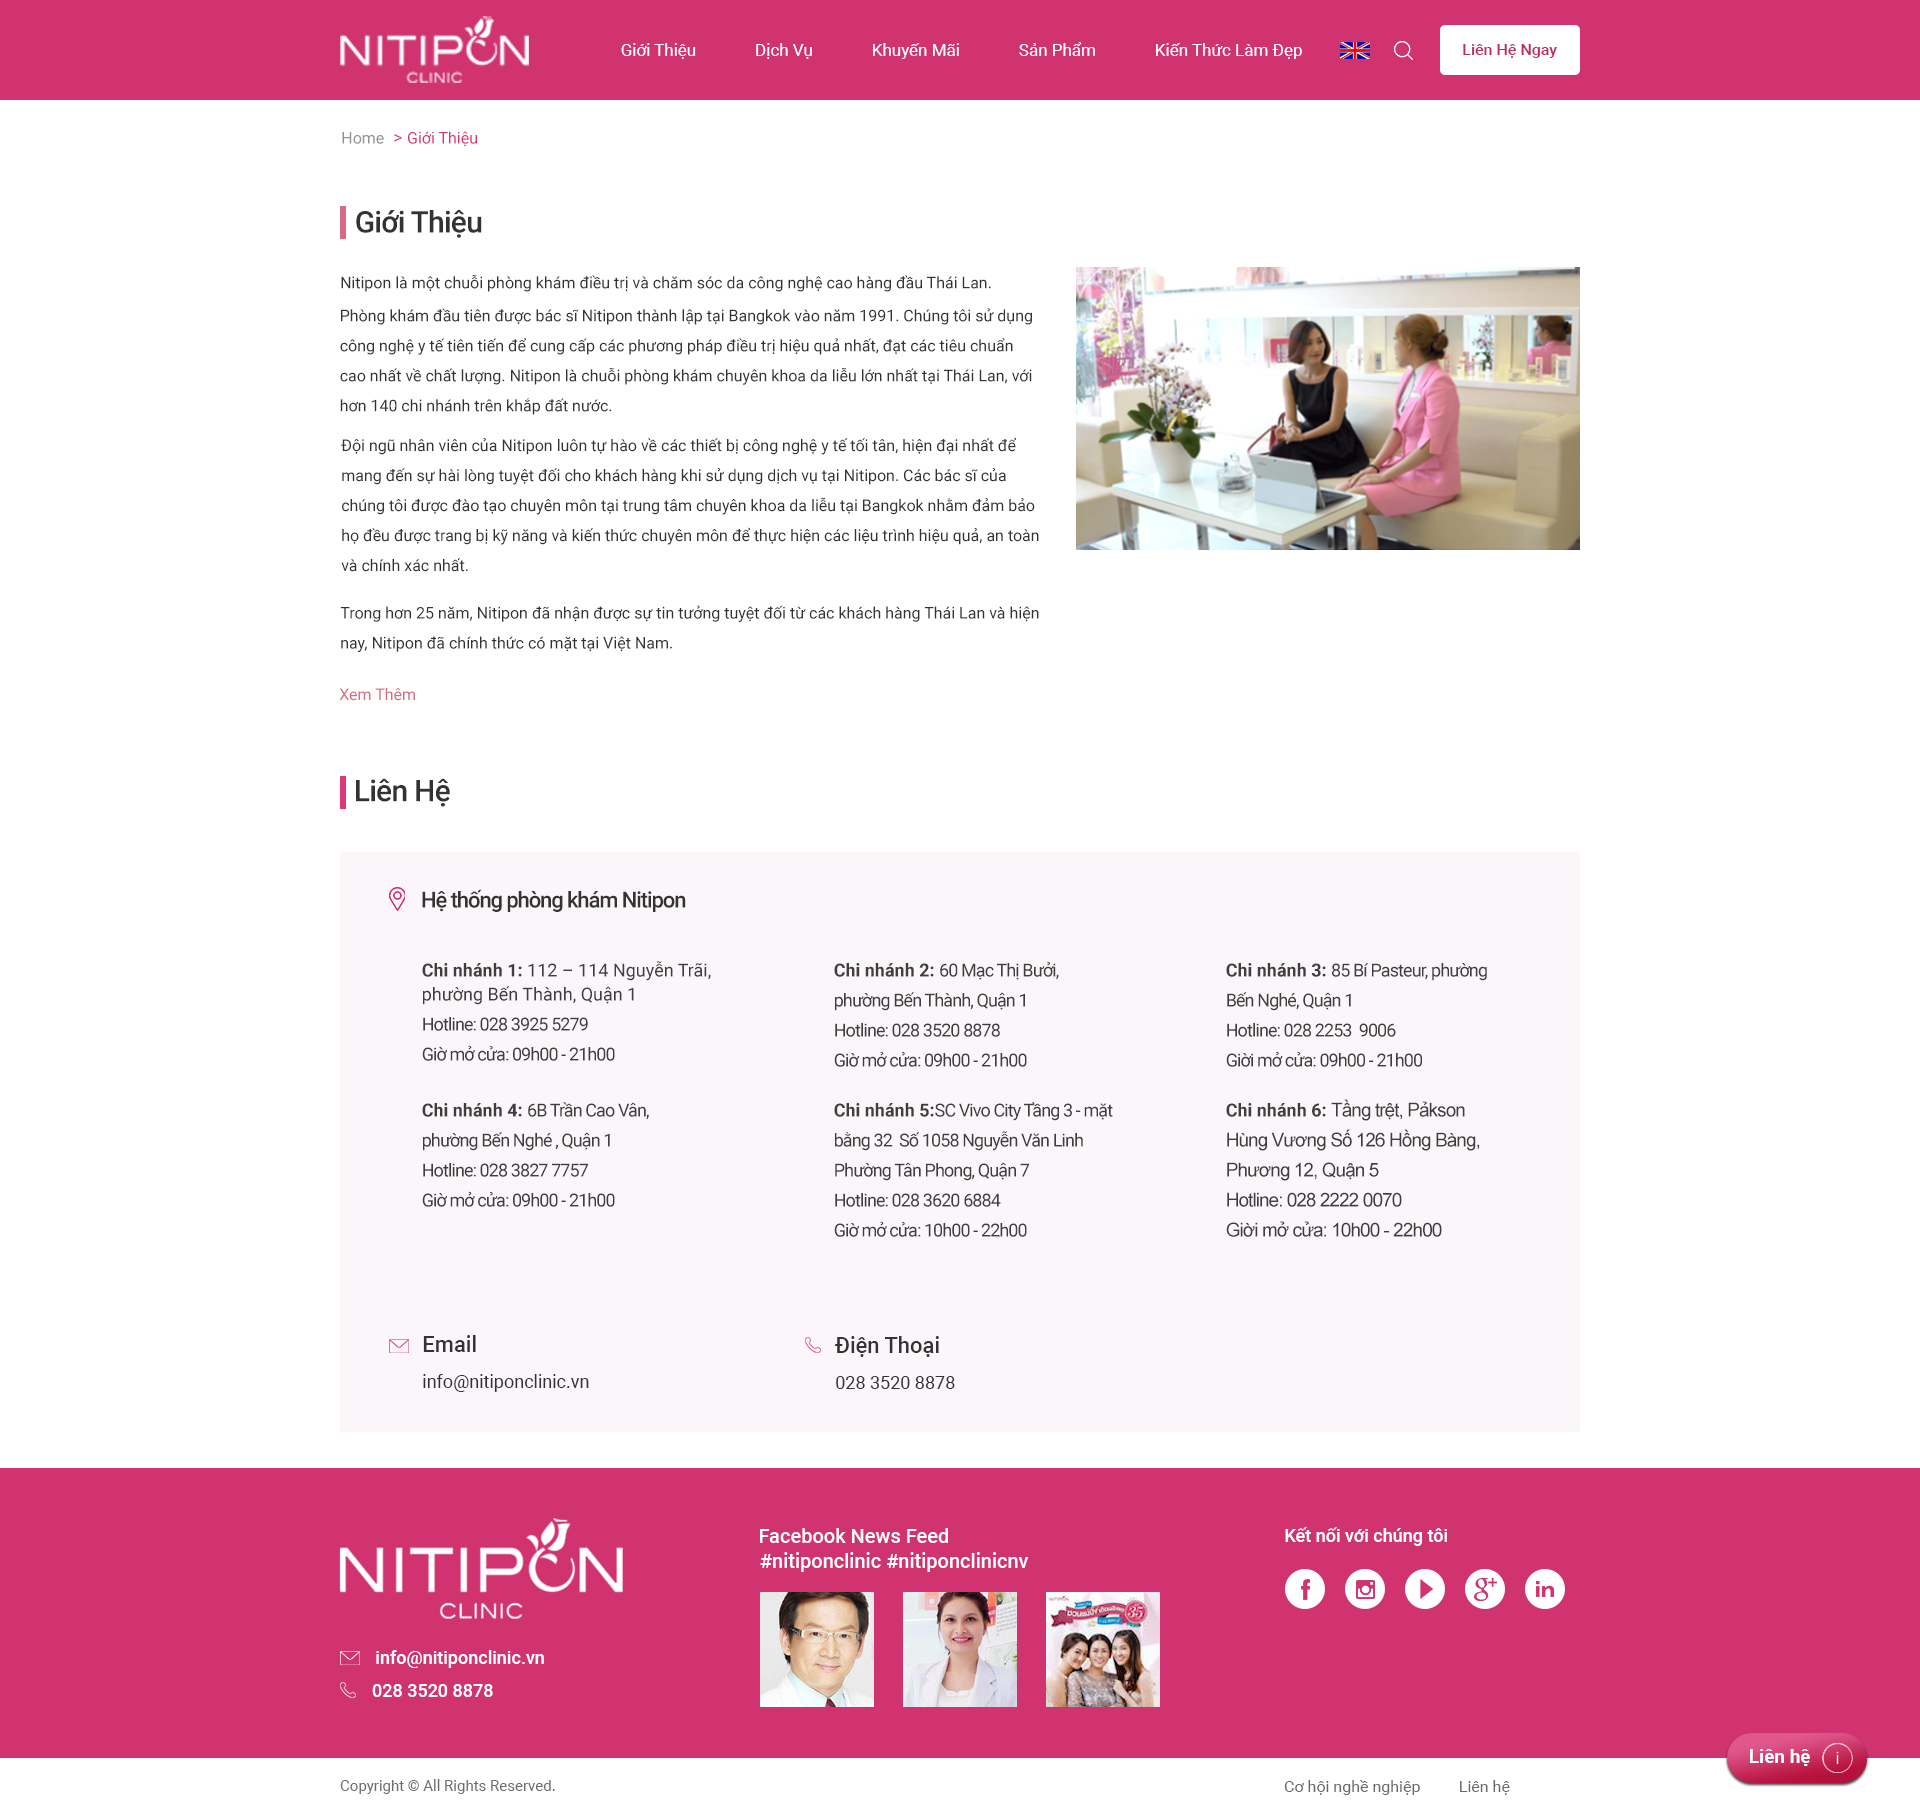 NITIPON
CLINIC
Giới Thiệu
Dịch Vụ
Khuyến Mãi
Sản Phẩm
Kiến Thức Làm Đẹp
Liên Hệ Ngay
Home > Giới Thiệu
Giới Thiệu
Nitipon là một chuỗi phòng khám điều trị và chăm sóc da công nghệ cao hàng đầu Thái Lan.
Phòng khám đầu tiên được bác sĩ Nitipon thành lập tại Bangkok vào năm 1991. Chúng tôi sử dụng
công nghệ y tế tiên tiến để cung cấp các phương pháp điều trị hiệu quả nhất, đạt các tiêu chuẩn
cao nhất về chất lượng. Nitipon là chuỗi phòng khám chuyên khoa da liễu lớn nhất tại Thái Lan, với
hơn 140 chi nhánh trên khắp đất nước.
Đội ngũ nhân viên của Nitipon luôn tự hào về các thiết bị công nghệ y tế tối tân, hiện đại nhất để
mang đến sự hài lòng tuyệt đối cho khách hàng khi sử dụng dịch vụ tại Nitipon. Các bác sĩ của
chúng tôi được đào tạo chuyên môn tại trung tâm chuyên khoa da liễu tại Bangkok nhằm đảm bảo
họ đều được trang bị kỹ năng và kiến thức chuyên môn để thực hiện các liệu trình hiệu quả, an toàn
và chính xác nhất.
Trong hơn 25 năm, Nitipon đã nhận được sự tin tưởng tuyệt đối từ các khách hàng Thái Lan và hiện
nay, Nitipon đã chính thức có mặt tại Việt Nam.
Xem Thêm
Liên Hệ
Hệ thống phòng khám Nitipon
Chi nhánh 1: 112 – 114 Nguyễn Trãi,
phường Bến Thành, Quận 1
Hotline: 028 3925 5279
Giờ mở cửa: 09h00 - 21h00
Chi nhánh 2: 60 Mạc Thị Bưởi,
phường Bến Thành, Quận 1
Hotline: 028 3520 8878
Giờ mở cửa: 09h00 - 21h00
Chi nhánh 3: 85 Bí Pasteur, phường
Bến Nghé, Quận 1
Hotline: 028 2253 9006
Giời mở cửa: 09h00 - 21h00
Chi nhánh 4: 6B Trần Cao Vân,
phường Bến Nghé , Quận 1
Hotline: 028 3827 7757
Giờ mở cửa: 09h00 - 21h00
Chi nhánh 5:SC Vivo City Tầng 3 - mặt
bằng 32 Số 1058 Nguyễn Văn Linh
Phường Tân Phong, Quận 7
Hotline: 028 3620 6884
Giờ mở cửa: 10h00 - 22h00
Chi nhánh 6: Tầng trệt, Pảkson
Hùng Vương Số 126 Hồng Bàng,
Phương 12, Quận 5
Hotline: 028 2222 0070
Giời mở cửa: 10h00 - 22h00
Email
info@nitiponclinic.vn
Điện Thoại
028 3520 8878
NITIPON
CLINIC
info@nitiponclinic.vn
028 3520 8878
Facebook News Feed
#nitiponclinic #nitiponclinicnv
35
Kết nối với chúng tôi
Liên hệ
Copyright © All Rights Reserved.
Cơ hội nghề nghiệp
Liên hệ